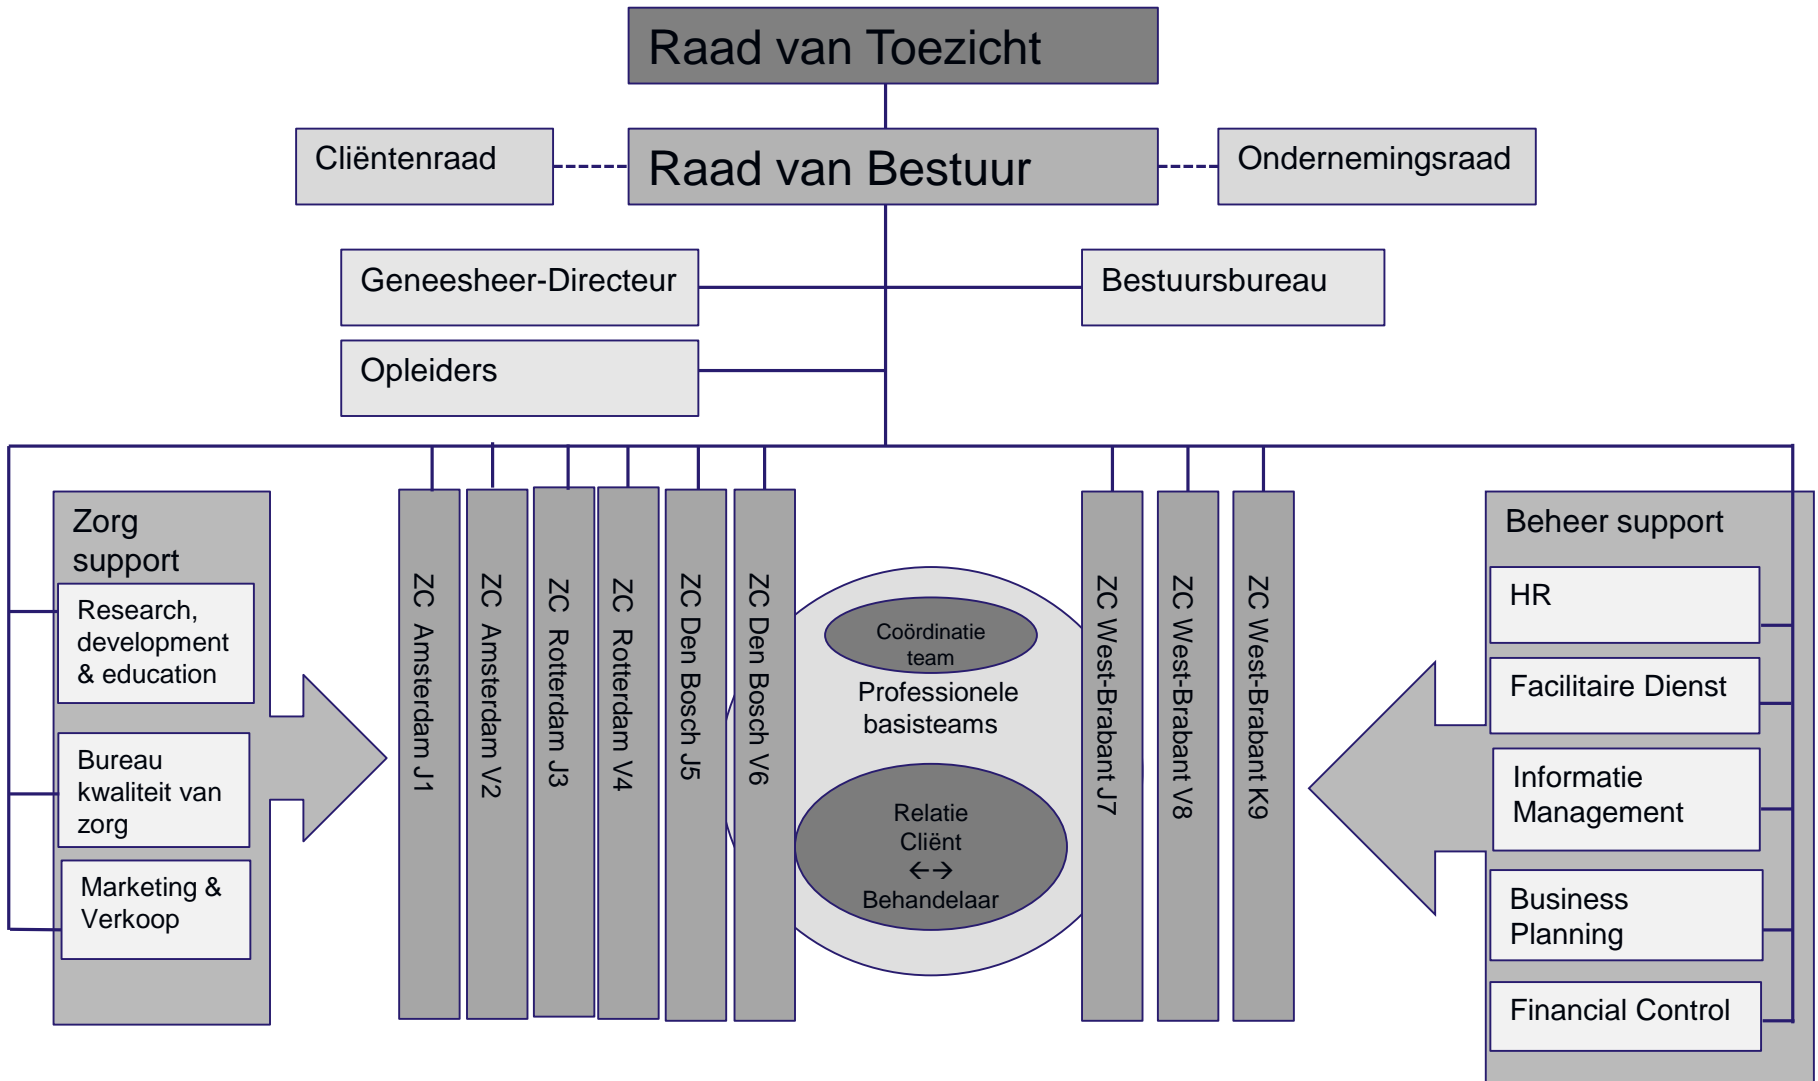 Raad van Toezicht
Cliëntenraad
Raad van Bestuur
Ondernemingsraad
Geneesheer-Directeur
Bestuursbureau
Opleiders
Zorg
support
Research,
development
& education
Bureau
kwaliteit van
zorg
Marketing &
Verkoop
ZC Amsterdam J1
ZC Amsterdam V2
ZC Rotterdam J3
ZC Rotterdam V4
ZC Den Bosch J5
ZC Den Bosch V6
Coördinatie
team
Professionele
basisteams
Relatie
Cliënt
←→
Behandelaar
ZC West-Brabant J7
ZC West-Brabant V8
ZC West-Brabant K9
Beheer support
HR
Facilitaire Dienst
Informatie
Management
Business
Planning
Financial Control